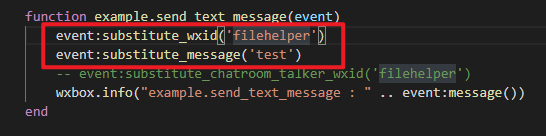 function example.send_text_message(event)
event:substitute_wxid('filehelper')
event:substitute_message('test')
-- event:substitute_chatroom_talker_wxid('filehelper')
wxbox.info("example.send_text_message : " .. event:message())
end